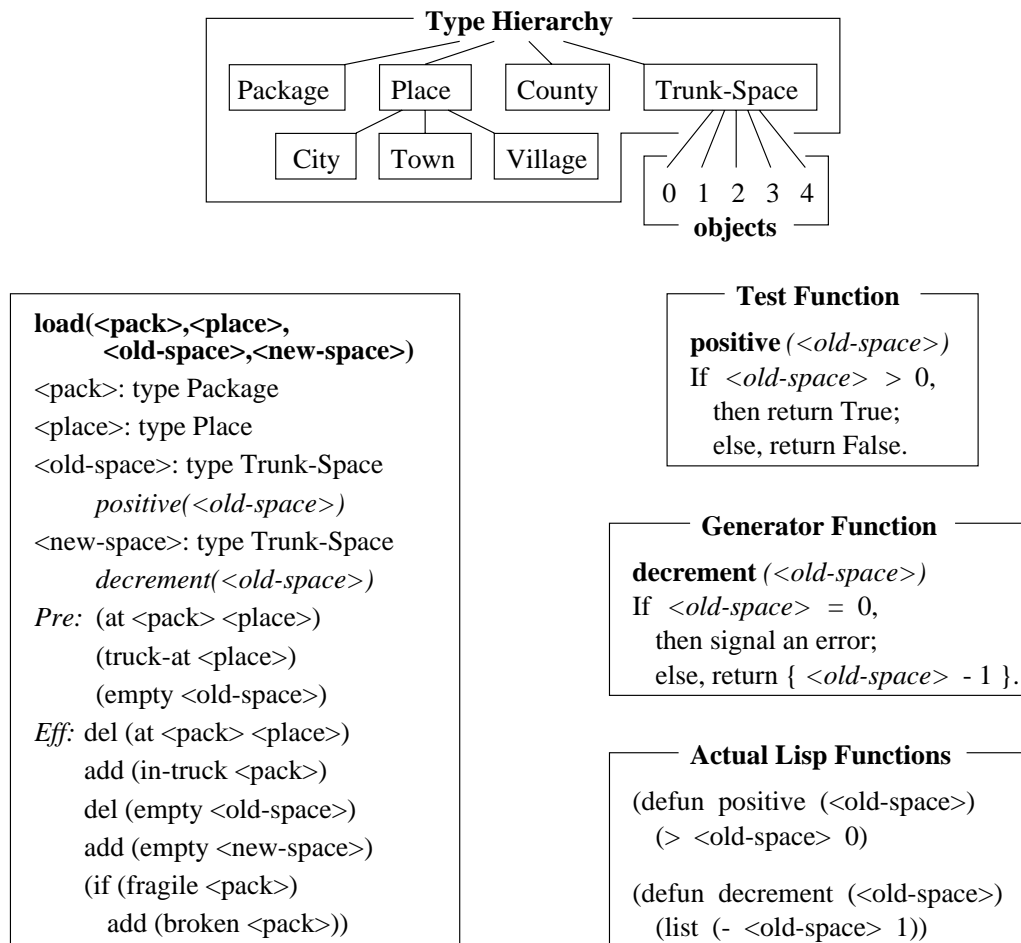 Type Hierarchy
Package Place County Trunk-Space
City Town Village
0 1 2 3 4
objects
load(<pack>,<place>,
<old-space>,<new-space>)
<pack>: type Package
<place>: type Place
<old-space>: type Trunk-Space
positive(<old-space>)
<new-space>: type Trunk-Space
decrement(<old-space>)
Pre: (at <pack> <place>)
(truck-at <place>)
(empty <old-space>)
Eff: del (at <pack> <place>)
add (in-truck <pack>)
del (empty <old-space>)
add (empty <new-space>)
(if (fragile <pack>)
add (broken <pack>))
Test Function
positive (<old-space>)
If <old-space> > 0,
then return True;
else, return False.
Generator Function
decrement (<old-space>)
If <old-space> = 0,
then signal an error;
else, return { <old-space> - 1 }.
Actual Lisp Functions
(defun positive (<old-space>)
(> <old-space> 0)
(defun decrement (<old-space>)
(list (- <old-space> 1))